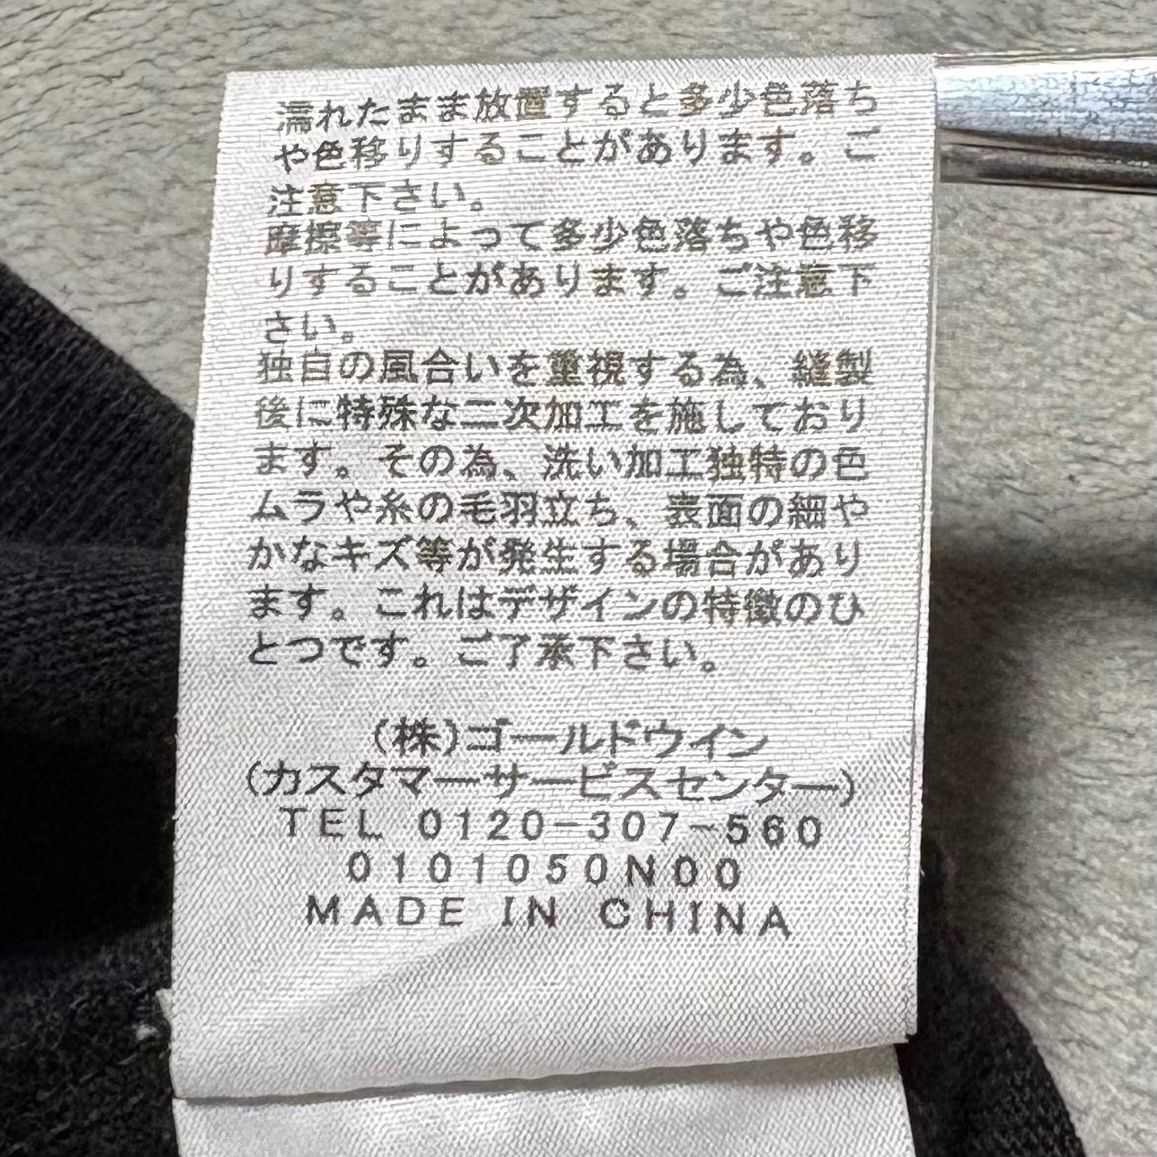 濡れたまま放置すると多少色落ち
や色移りすることがあります。ご
注意下さい。
摩擦等によって多少色落ちや色移
りすることがあります。ご注意下
さい。
独自の風合いを重視する為、縫製
後に特殊な二次加工を施しており
ます。その為、洗い加工独特の色
ムラや糸の毛羽立ち、表面の細や
かなキズ等が発生する場合があり
ます。これはデザインの特徴のひ
とつです。ご了承下さい。
(株)ゴールドウイン
(カスタマーサービスセンター)
TEL 0120-307-560
0101050N00
MADE IN CHINA